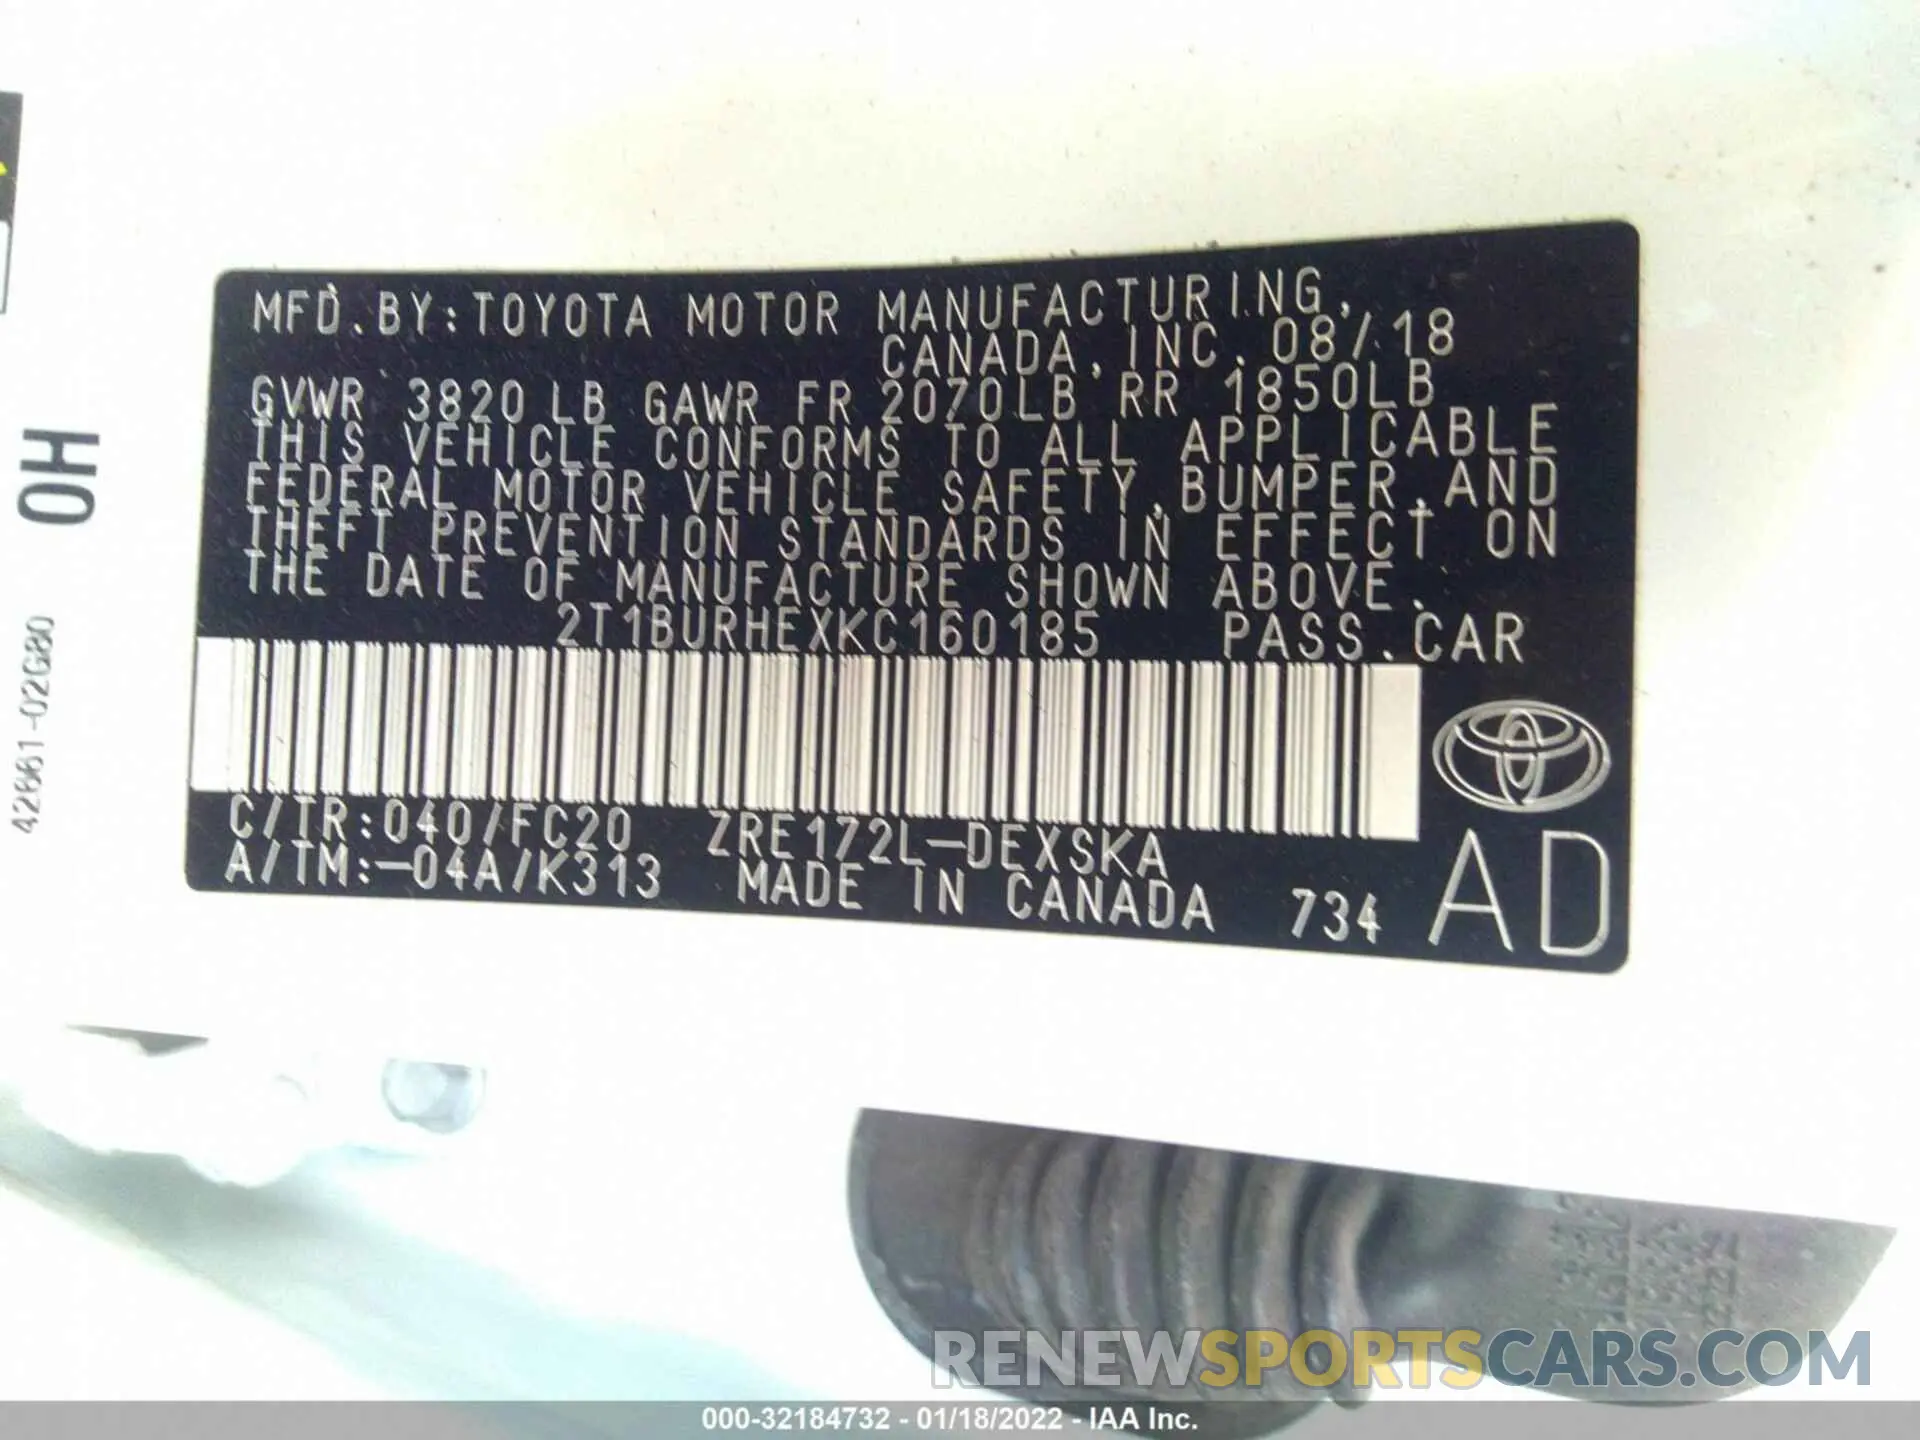 MFD. BY: TOYOTA MOTOR MANUFACTURING,
CANADA, INC. 08/18
GVWR 3820 LB GAWR FR 2070LB RR 1850LB
THIS VEHICLE CONFORMS TO ALL APPLICABLE
FEDERAL MOTOR VEHICLE SAFETY, BUMPER, AND
THEFT PREVENTION STANDARDS IN EFFECT ON
THE DATE OF MANUFACTURE SHOWN ABOVE.
2T1BURHEXKC160185 PASS. CAR
C/TR:040/FC20 ZRE172L-DEXSKA
A/TM:-04A/K313 MADE IN CANADA 734
AD
0H
42661-02G80
RENEWSPORTSCARS.COM
000-32184732 - 01/18/2022 - IAA Inc.